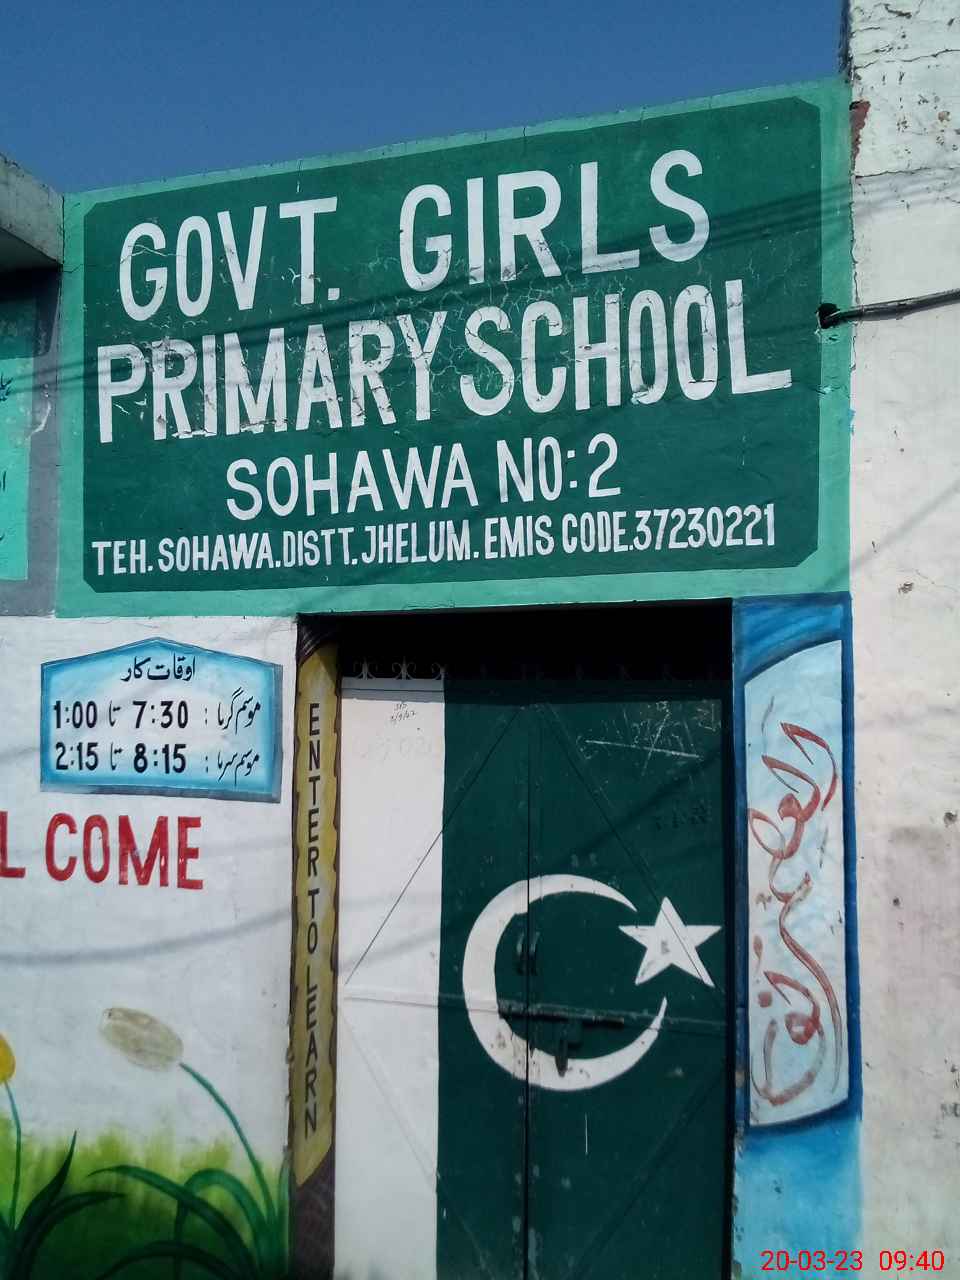 GOVT. GIRLS
PRIMARY SCHOOL
SOHAWA NO:2
TEH. SOHAWA.DISTT.JHELUM. EMIS CODE.37230221
اوقات کار
موسم گرما : 7:30 تا 1:00
موسم سرما : 8:15 تا 2:15
L COME
ENTER TO LEARN
العلم نور
20-03-23 09:40